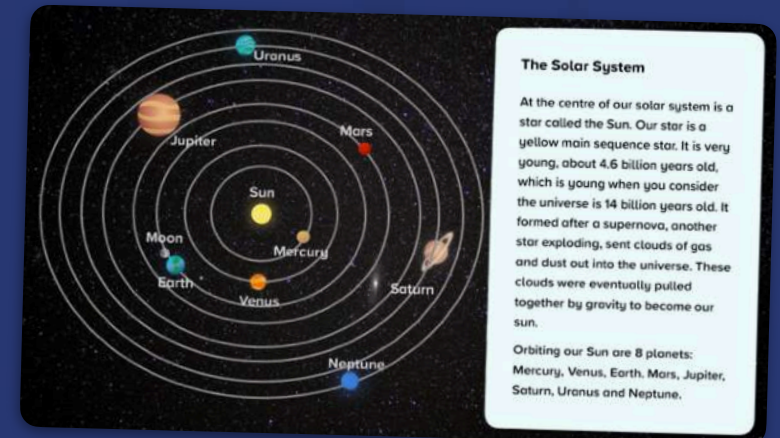 Uranus
Jupiter
Mars
Sun
Moon
Mercury
Earth
Venus
Saturn
Neptune
The Solar System
At the centre of our solar system is a
star called the Sun. Our star is a
yellow main sequence star. It is very
young, about 4.6 billion years old,
which is young when you consider
the universe is 14 billion years old. It
formed after a supernova, another
star exploding, sent clouds of gas
and dust out into the universe. These
clouds were eventually pulled
together by gravity to become our
sun.
Orbiting our Sun are 8 planets:
Mercury, Venus, Earth. Mars, Jupiter,
Saturn, Uranus and Neptune.